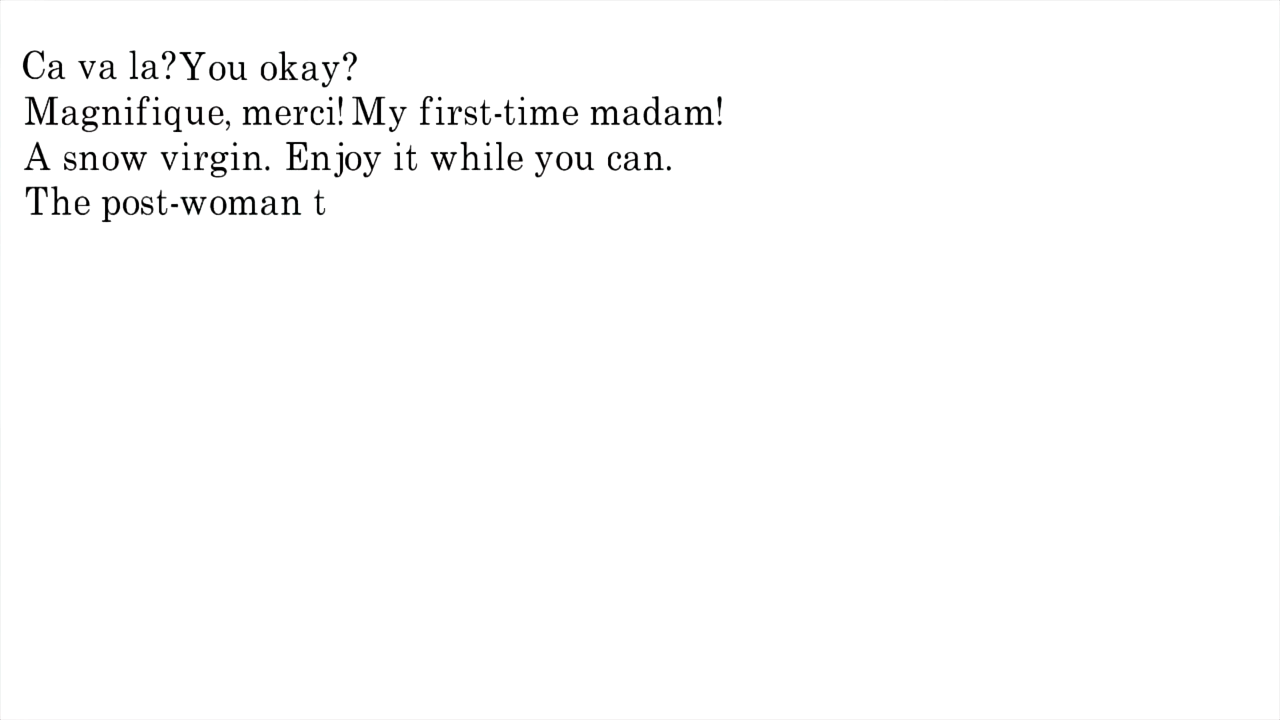 Ca va la?You okay?
Magnifique, merci! My first-time madam!
A snow virgin. Enjoy it while you can.
The post-woman t